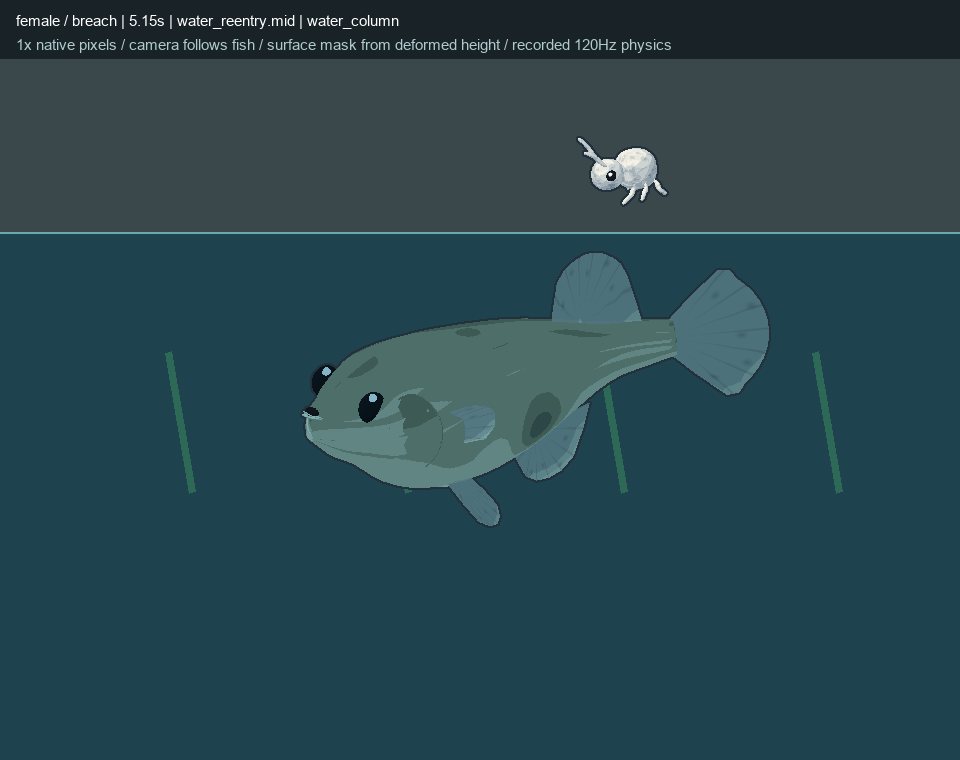 female / breach | 5.15s | water_reentry.mid | water_column
1x native pixels / camera follows fish / surface mask from deformed height / recorded 120Hz physics